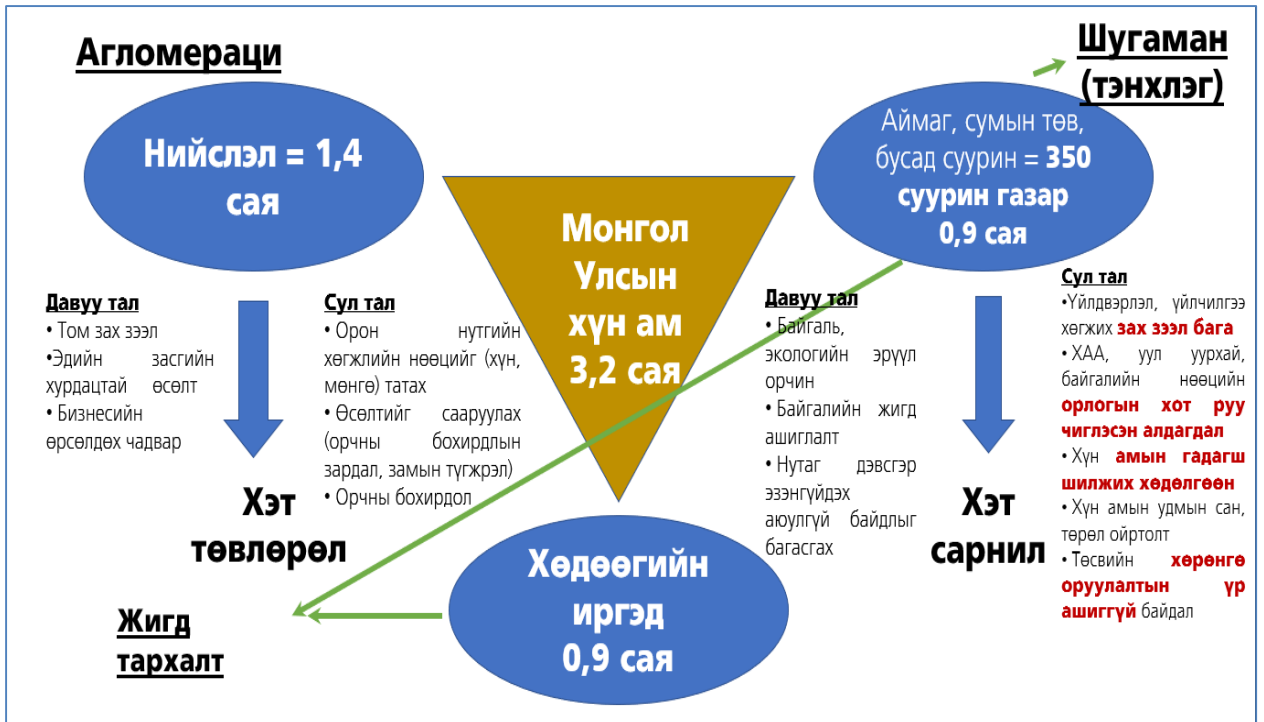 Агломераци
Нийслэл = 1,4
сая
Давуу тал
• Том зах зээл
•Эдийн засгийн
хурдацтай өсөлт
• Бизнесийн
өрсөлдөх чадвар
Сул тал
• Орон нутгийн
хөгжлийн нөөцийг (хүн,
мөнгө) татах
• Өсөлтийг сааруулах
(орчны бохирдлын
зардал, замын түгжрэл)
• Орчны бохирдол
Хэт
төвлөрөл
Монгол
Улсын
хүн ам
3,2 сая
Шугаман
(тэнхлэг)
Аймаг, сумын төв,
бусад суурин = 350
суурин газар
0,9 сая
Давуу тал
• Байгаль,
экологийн эрүүл
орчин
• Байгалийн жигд
ашиглалт
• Нутаг дэвсгэр
эзэнгүйдэх
аюулгүй байдлыг
багасгах
Сул тал
•Үйлдвэрлэл, үйлчилгээ
хөгжих зах зээл бага
• ХАА, уул уурхай,
байгалийн нөөцийн
орлогын хот руу
чиглэсэн алдагдал
• Хүн амын гадагш
шилжих хөдөлгөөн
• Хүн амын удмын сан,
төрөл ойртолт
• Төсвийн хөрөнгө
оруулалтын үр
ашиггүй байдал
Хэт
сарнил
Хөдөөгийн
иргэд
0,9 сая
Жигд
тархалт